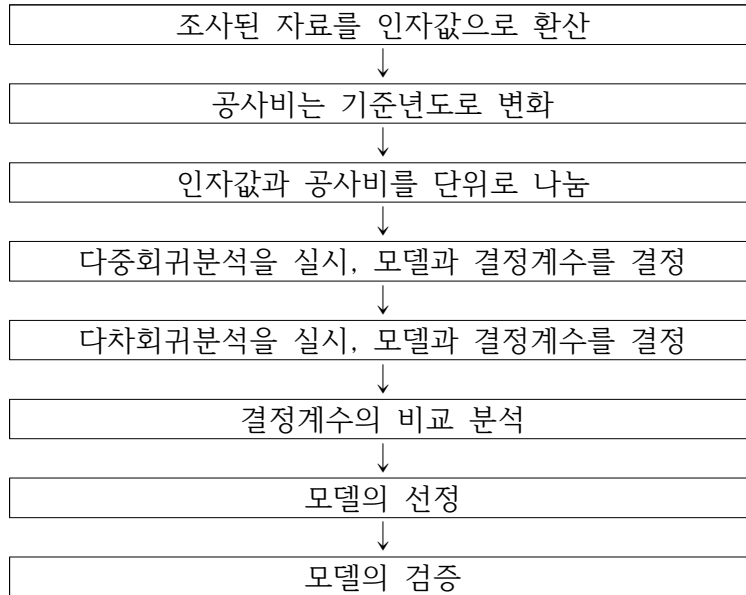 조사된 자료를 인자값으로 환산
공사비는 기준년도로 변화
인자값과 공사비를 단위로 나눔
다중회귀분석을 실시, 모델과 결정계수를 결정
다차회귀분석을 실시, 모델과 결정계수를 결정
결정계수의 비교 분석
모델의 선정
모델의 검증